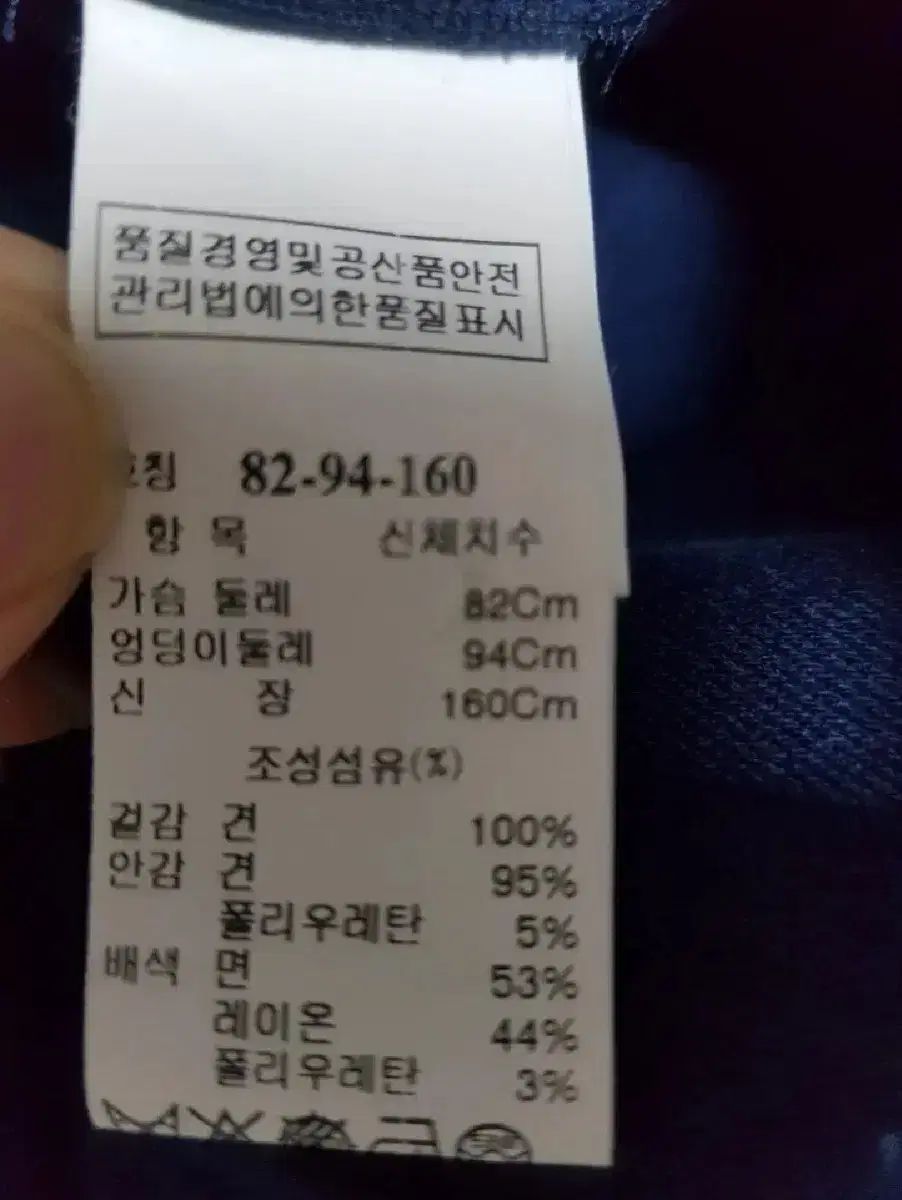 품질경영및공산품안전
관리법에의한품질표시
호칭 82-94-160
항 목 신체치수
가슴 둘레 82Cm
엉덩이둘레 94Cm
신 장 160Cm
조성섬유(%)
겉감 견 100%
안감 견 95%
폴리우레탄 5%
배색 면 53%
레이온 44%
폴리우레탄 3%